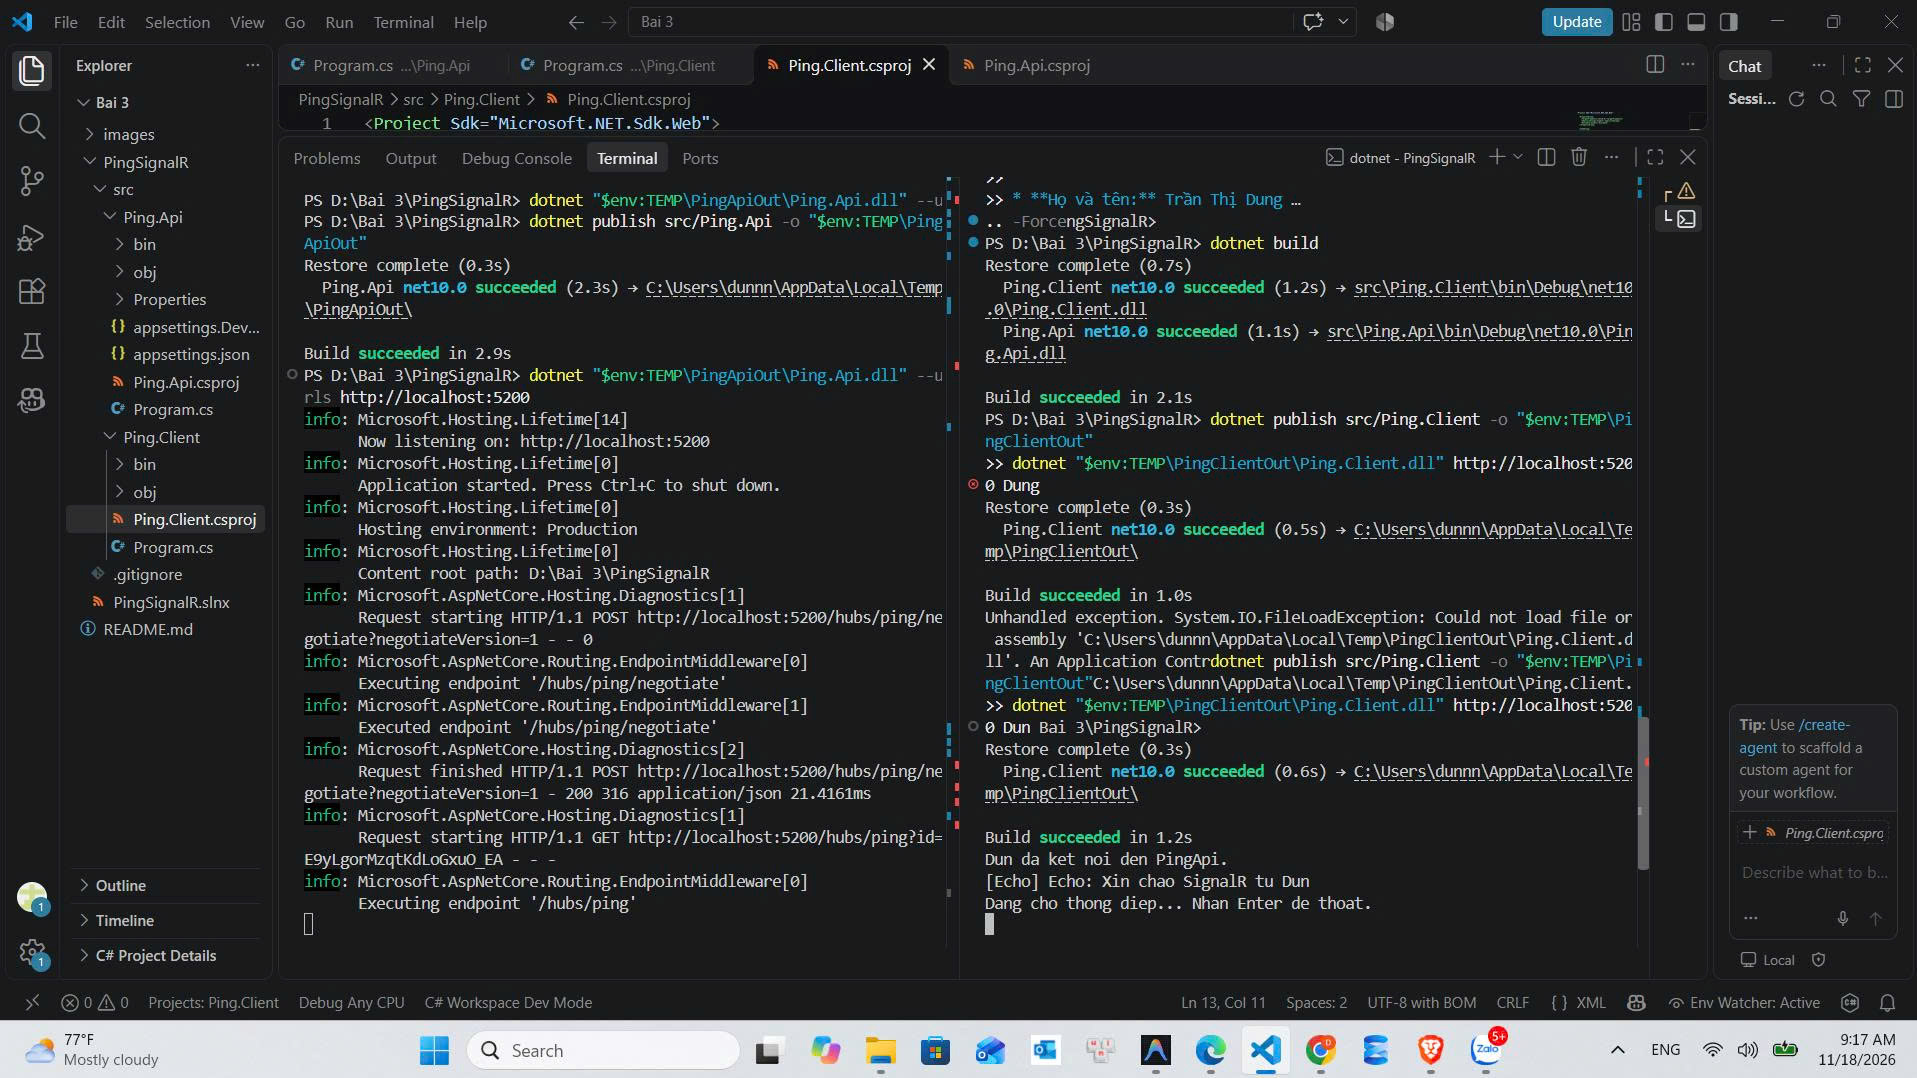 File Edit Selection View Go Run Terminal Help
Bai 3
Update
Explorer
Bai 3
images
PingSignalR
src
Ping.Api
bin
obj
Properties
appsettings.Dev...
appsettings.json
Ping.Api.csproj
Program.cs
Ping.Client
bin
obj
Ping.Client.csproj
Program.cs
.gitignore
PingSignalR.slnx
README.md
Outline
Timeline
C# Project Details
Program.cs ...\Ping.Api
Program.cs ...\Ping.Client
Ping.Client.csproj
Ping.Api.csproj
PingSignalR > src > Ping.Client > Ping.Client.csproj
1 <Project Sdk="Microsoft.NET.Sdk.Web">
Problems Output Debug Console Terminal Ports
dotnet - PingSignalR
PS D:\Bai 3\PingSignalR> dotnet "$env:TEMP\PingApiOut\Ping.Api.dll" --u
PS D:\Bai 3\PingSignalR> dotnet publish src/Ping.Api -o "$env:TEMP\Ping
ApiOut"
Restore complete (0.3s)
Ping.Api net10.0 succeeded (2.3s) → C:\Users\dunnn\AppData\Local\Temp
\PingApiOut\
Build succeeded in 2.9s
PS D:\Bai 3\PingSignalR> dotnet "$env:TEMP\PingApiOut\Ping.Api.dll" --u
rls http://localhost:5200
info: Microsoft.Hosting.Lifetime[14]
Now listening on: http://localhost:5200
info: Microsoft.Hosting.Lifetime[0]
Application started. Press Ctrl+C to shut down.
info: Microsoft.Hosting.Lifetime[0]
Hosting environment: Production
info: Microsoft.Hosting.Lifetime[0]
Content root path: D:\Bai 3\PingSignalR
info: Microsoft.AspNetCore.Hosting.Diagnostics[1]
Request starting HTTP/1.1 POST http://localhost:5200/hubs/ping/ne
gotiate?negotiateVersion=1 - - 0
info: Microsoft.AspNetCore.Routing.EndpointMiddleware[0]
Executing endpoint '/hubs/ping/negotiate'
info: Microsoft.AspNetCore.Routing.EndpointMiddleware[1]
Executed endpoint '/hubs/ping/negotiate'
info: Microsoft.AspNetCore.Hosting.Diagnostics[2]
Request finished HTTP/1.1 POST http://localhost:5200/hubs/ping/ne
gotiate?negotiateVersion=1 - 200 316 application/json 21.4161ms
info: Microsoft.AspNetCore.Hosting.Diagnostics[1]
Request starting HTTP/1.1 GET http://localhost:5200/hubs/ping?id=
E9yLgorMzqtKdLoGxuO_EA - - -
info: Microsoft.AspNetCore.Routing.EndpointMiddleware[0]
Executing endpoint '/hubs/ping'
>>
>> * **Họ và tên:** Trần Thị Dung …
.. -ForcengSignalR>
PS D:\Bai 3\PingSignalR> dotnet build
Restore complete (0.7s)
Ping.Client net10.0 succeeded (1.2s) → src\Ping.Client\bin\Debug\net10
.0\Ping.Client.dll
Ping.Api net10.0 succeeded (1.1s) → src\Ping.Api\bin\Debug\net10.0\Pin
g.Api.dll
Build succeeded in 2.1s
PS D:\Bai 3\PingSignalR> dotnet publish src/Ping.Client -o "$env:TEMP\Pi
ngClientOut"
>> dotnet "$env:TEMP\PingClientOut\Ping.Client.dll" http://localhost:520
0 Dung
Restore complete (0.3s)
Ping.Client net10.0 succeeded (0.5s) → C:\Users\dunnn\AppData\Local\Te
mp\PingClientOut\
Build succeeded in 1.0s
Unhandled exception. System.IO.FileLoadException: Could not load file or
assembly 'C:\Users\dunnn\AppData\Local\Temp\PingClientOut\Ping.Client.d
ll'. An Application Contrdotnet publish src/Ping.Client -o "$env:TEMP\Pi
ngClientOut"C:\Users\dunnn\AppData\Local\Temp\PingClientOut\Ping.Client.
>> dotnet "$env:TEMP\PingClientOut\Ping.Client.dll" http://localhost:520
0 Dun Bai 3\PingSignalR>
Restore complete (0.3s)
Ping.Client net10.0 succeeded (0.6s) → C:\Users\dunnn\AppData\Local\Te
mp\PingClientOut\
Build succeeded in 1.2s
Dun da ket noi den PingApi.
[Echo] Echo: Xin chao SignalR tu Dun
Dang cho thong diep... Nhan Enter de thoat.
Chat
Sessi...
Tip: Use /create-
agent to scaffold a
custom agent for
your workflow.
Ping.Client.cspro
Describe what to b...
Local
1
1
0 0 Projects: Ping.Client Debug Any CPU C# Workspace Dev Mode
Ln 13, Col 11 Spaces: 2 UTF-8 with BOM CRLF {} XML Env Watcher: Active
77°F
Mostly cloudy
Search
Zalo
5+
ENG
9:17 AM
11/18/2026